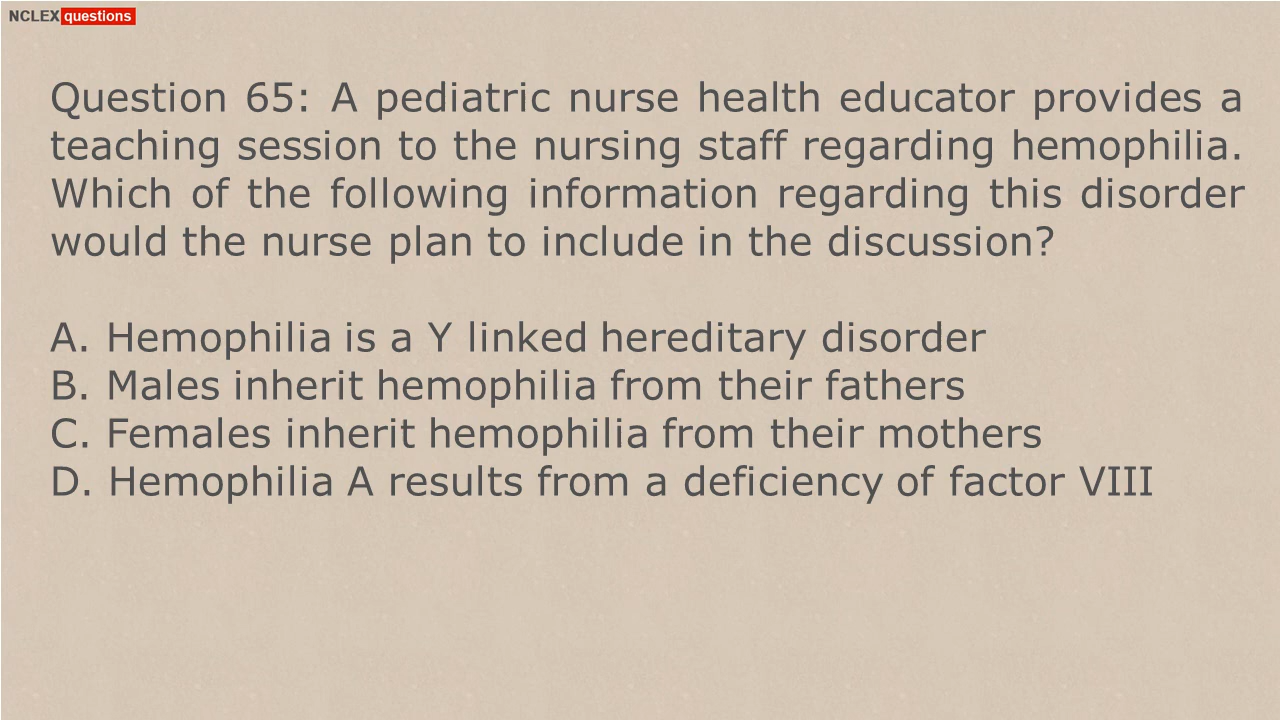 NCLEX questions
Question 65: A pediatric nurse health educator provides a
teaching session to the nursing staff regarding hemophilia.
Which of the following information regarding this disorder
would the nurse plan to include in the discussion?
A. Hemophilia is a Y linked hereditary disorder
B. Males inherit hemophilia from their fathers
C. Females inherit hemophilia from their mothers
D. Hemophilia A results from a deficiency of factor VIII